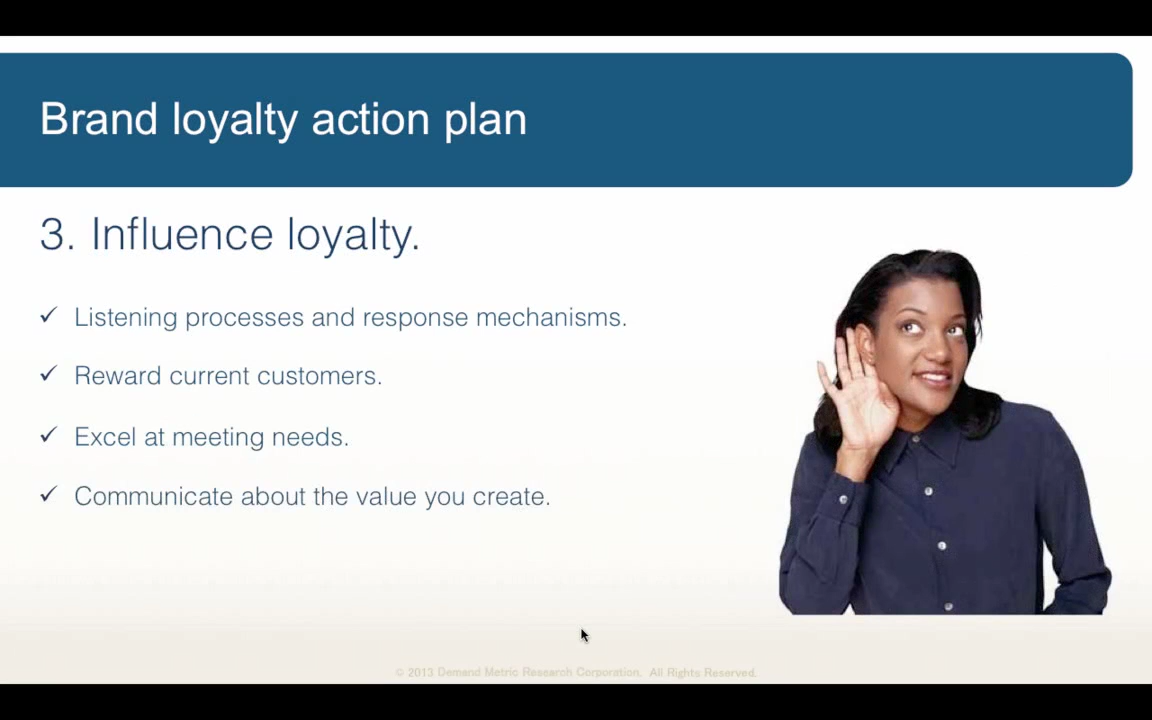 Brand loyalty action plan
3. Influence loyalty.
✓ Listening processes and response mechanisms.
✓ Reward current customers.
✓ Excel at meeting needs.
✓ Communicate about the value you create.
© 2013 Demand Metric Research Corporation. All Rights Reserved.